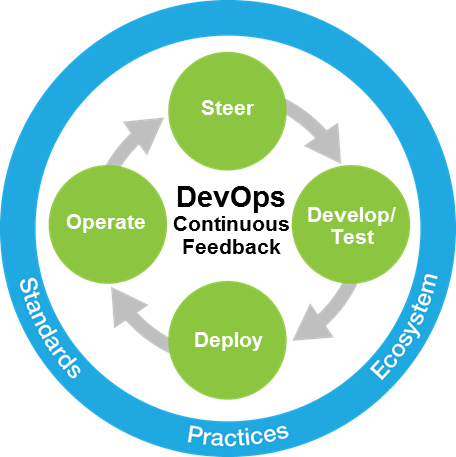 Steer
DevOps
Continuous
Feedback
Operate
Develop/
Test
Deploy
Standards
Practices
Ecosystem